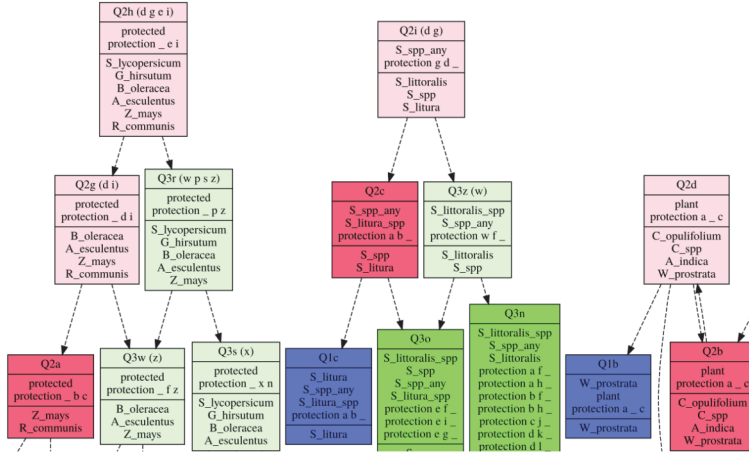 Q2h (d g e i)
protected
protection _ e i
S_lycopersicum
G_hirsutum
B_oleracea
A_esculentus
Z_mays
R_communis
Q2i (d g)
S_spp_any
protection g d _
S_littoralis
S_spp
S_litura
Q2g (d i)
protected
protection _ d i
B_oleracea
A_esculentus
Z_mays
R_communis
Q3r (w p s z)
protected
protection _ p z
S_lycopersicum
G_hirsutum
B_oleracea
A_esculentus
Z_mays
Q2c
S_spp_any
S_litura_spp
protection a b _
S_spp
S_litura
Q3z (w)
S_littoralis_spp
S_spp_any
protection w f _
S_littoralis
S_spp
Q2d
plant
protection a _ c
C_opulifolium
C_spp
A_indica
W_prostrata
Q2a
protected
protection _ b c
Z_mays
R_communis
Q3w (z)
protected
protection _ f z
B_oleracea
A_esculentus
Z_mays
Q3s (x)
protected
protection _ x n
S_lycopersicum
G_hirsutum
B_oleracea
A_esculentus
Q1c
S_litura
S_spp_any
S_litura_spp
protection a b _
S_litura
Q3o
S_littoralis_spp
S_spp
S_spp_any
S_litura_spp
protection e f _
protection e i _
protection e g _
Q3n
S_littoralis_spp
S_spp_any
S_littoralis
protection a f _
protection a h _
protection b f _
protection b h _
protection c j _
protection d k _
protection d l _
Q1b
W_prostrata
plant
protection a _ c
W_prostrata
Q2b
plant
protection a _ c
C_opulifolium
C_spp
A_indica
W_prostrata